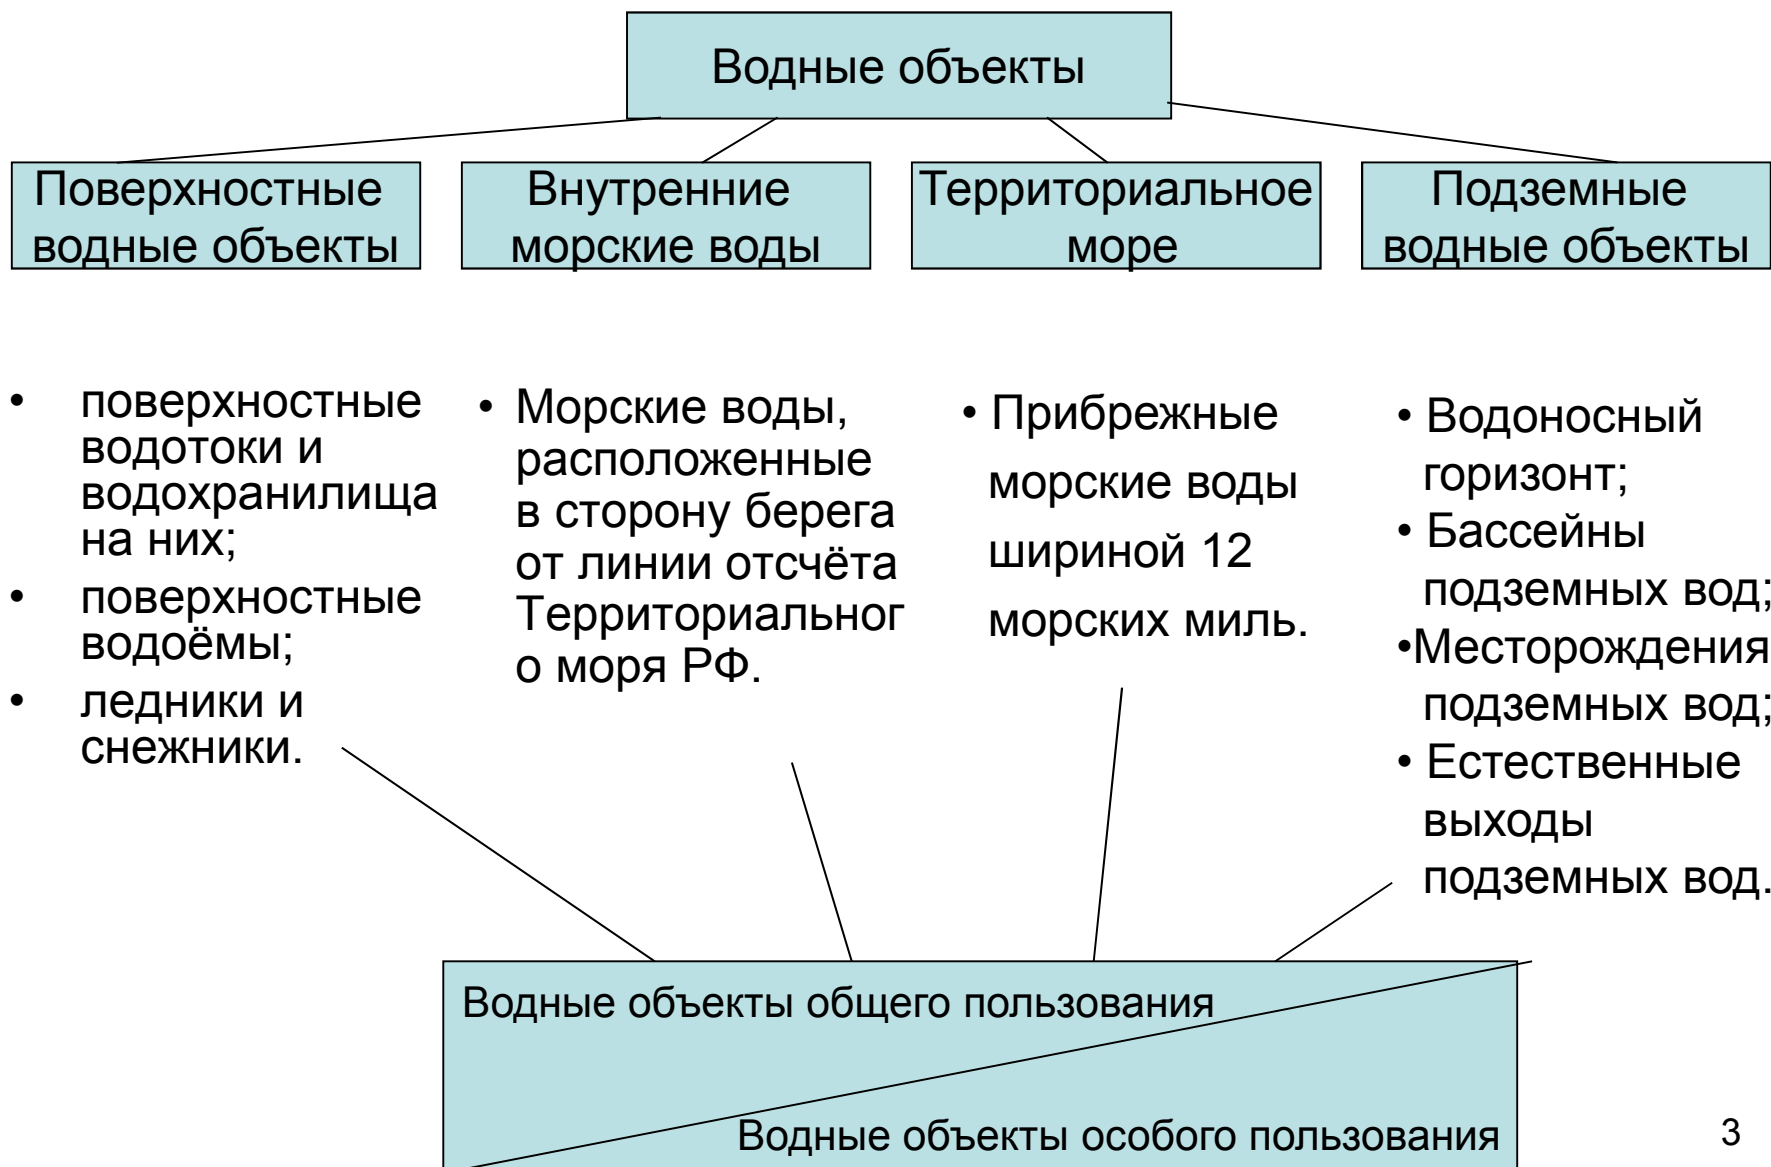 Водные объекты
Поверхностные
водные объекты
Внутренние
морские воды
Территориальное
море
Подземные
водные объекты
• поверхностные
водотоки и
водохранилища
на них;
• поверхностные
водоёмы;
• ледники и
снежники.
• Морские воды,
расположенные
в сторону берега
от линии отсчёта
Территориальног
о моря РФ.
• Прибрежные
морские воды
шириной 12
морских миль.
• Водоносный
горизонт;
• Бассейны
подземных вод;
•Месторождения
подземных вод;
• Естественные
выходы
подземных вод.
Водные объекты общего пользования
Водные объекты особого пользования
3